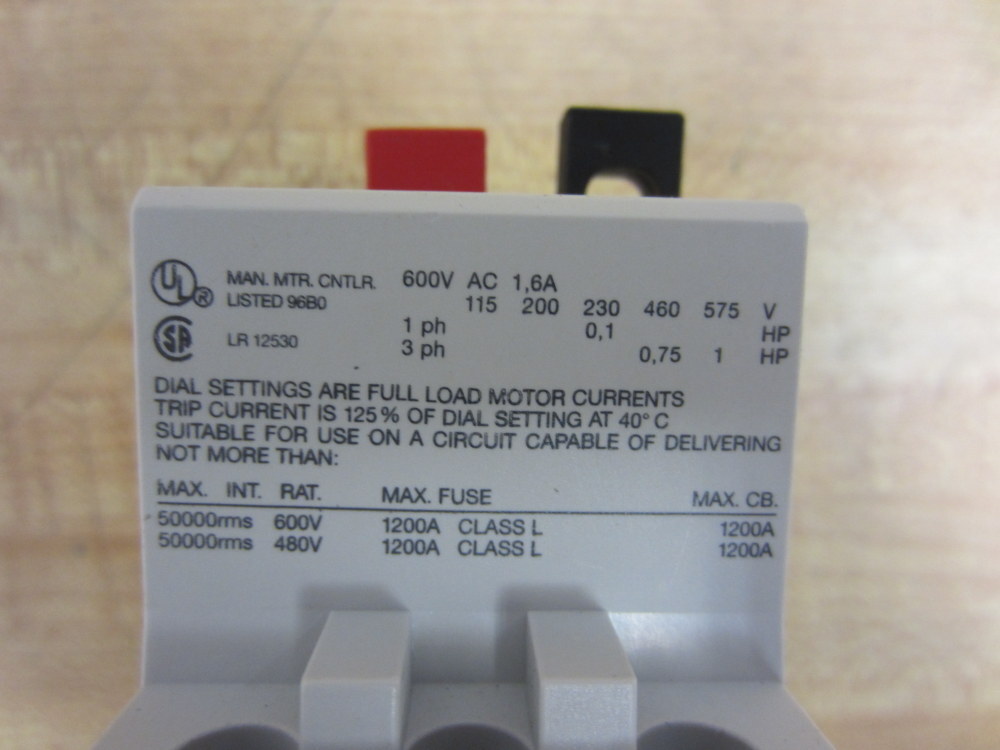 UL® MAN. MTR. CNTLR. 600V AC 1,6A
LISTED 96B0 115 200 230 460 575 V
1 ph 0,1 HP
SA LR 12530 3 ph 0,75 1 HP
DIAL SETTINGS ARE FULL LOAD MOTOR CURRENTS
TRIP CURRENT IS 125% OF DIAL SETTING AT 40° C
SUITABLE FOR USE ON A CIRCUIT CAPABLE OF DELIVERING
NOT MORE THAN:
MAX. INT. RAT. MAX. FUSE MAX. CB.
50000rms 600V 1200A CLASS L 1200A
50000rms 480V 1200A CLASS L 1200A